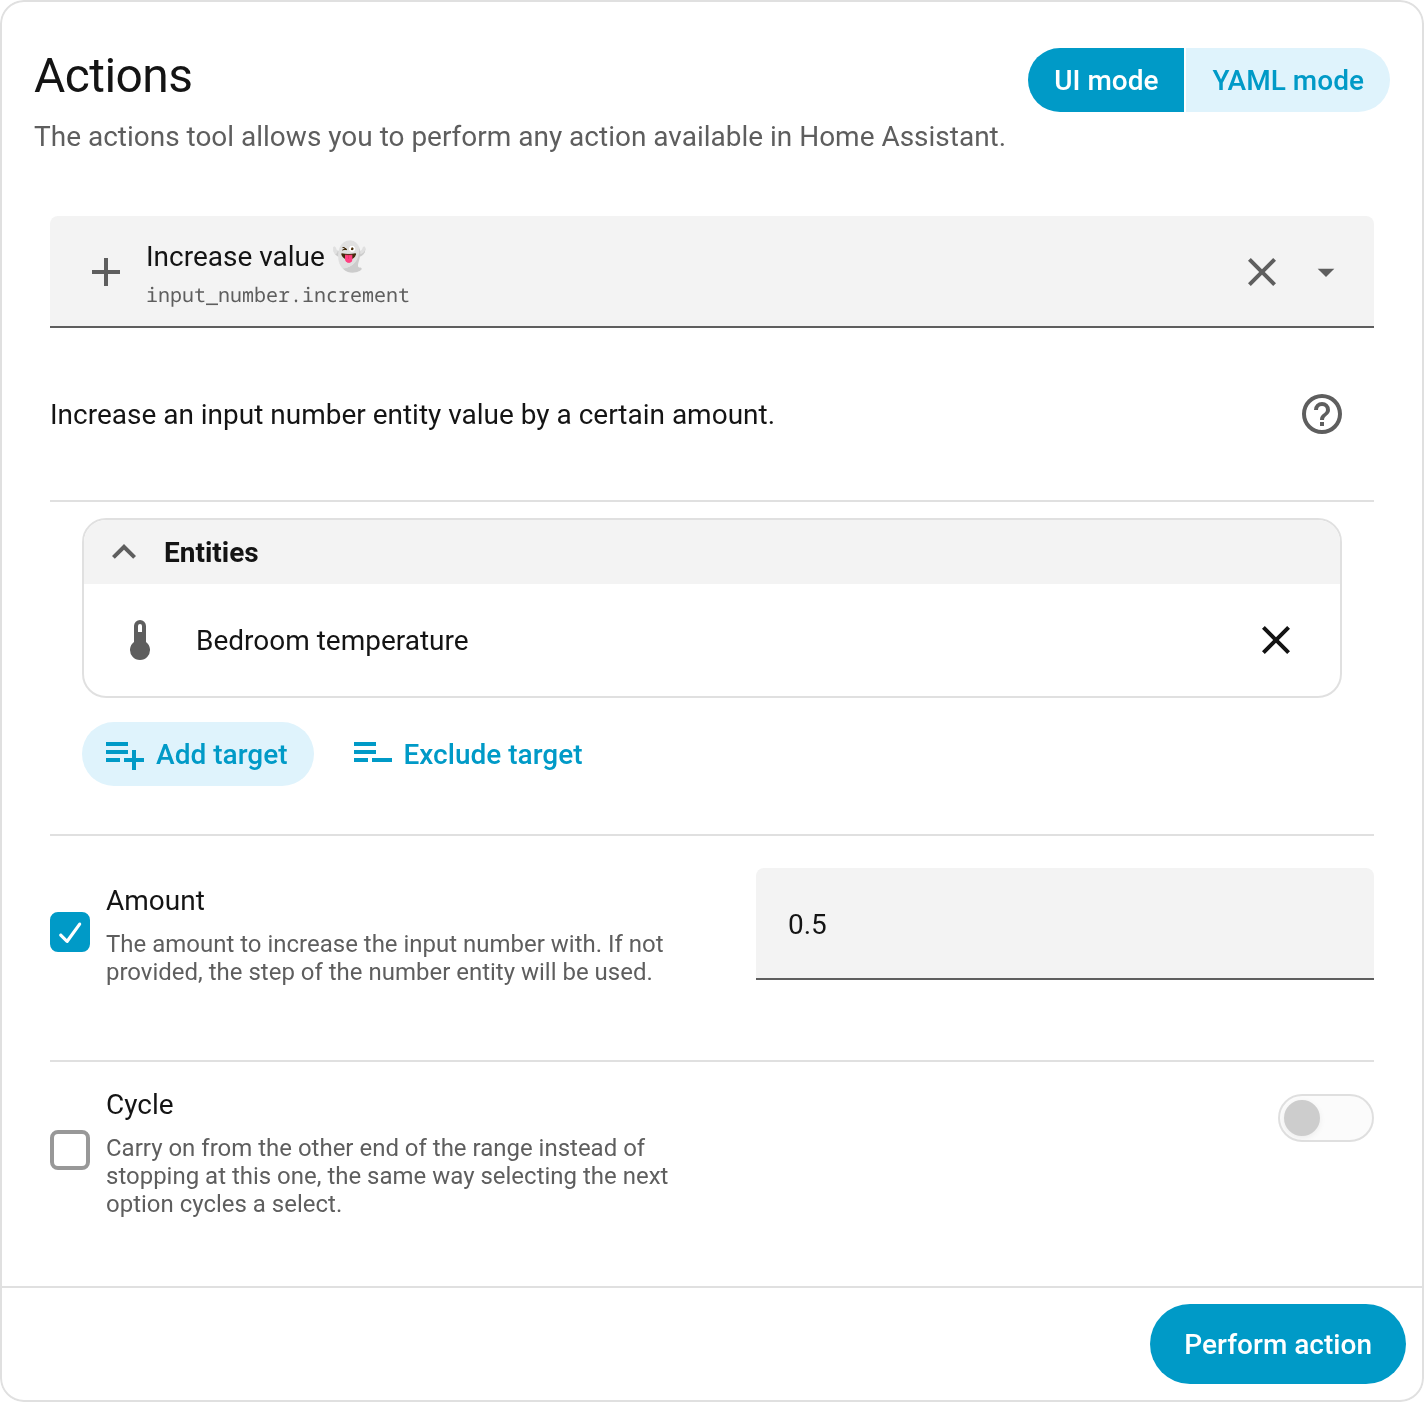 Actions
UI mode
YAML mode
The actions tool allows you to perform any action available in Home Assistant.
Increase value 👻
input_number.increment
Increase an input number entity value by a certain amount.
Entities
Bedroom temperature
Add target
Exclude target
Amount
The amount to increase the input number with. If not
provided, the step of the number entity will be used.
0.5
Cycle
Carry on from the other end of the range instead of
stopping at this one, the same way selecting the next
option cycles a select.
Perform action